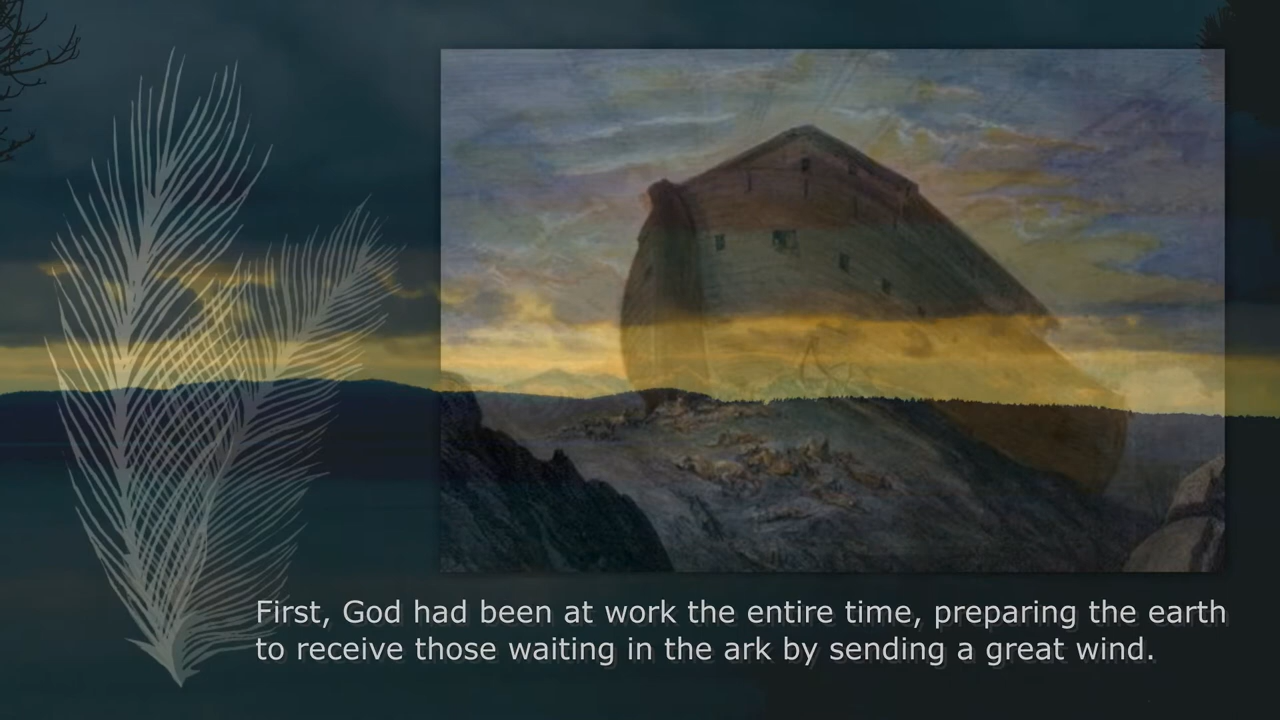 First, God had been at work the entire time, preparing the earth
to receive those waiting in the ark by sending a great wind.